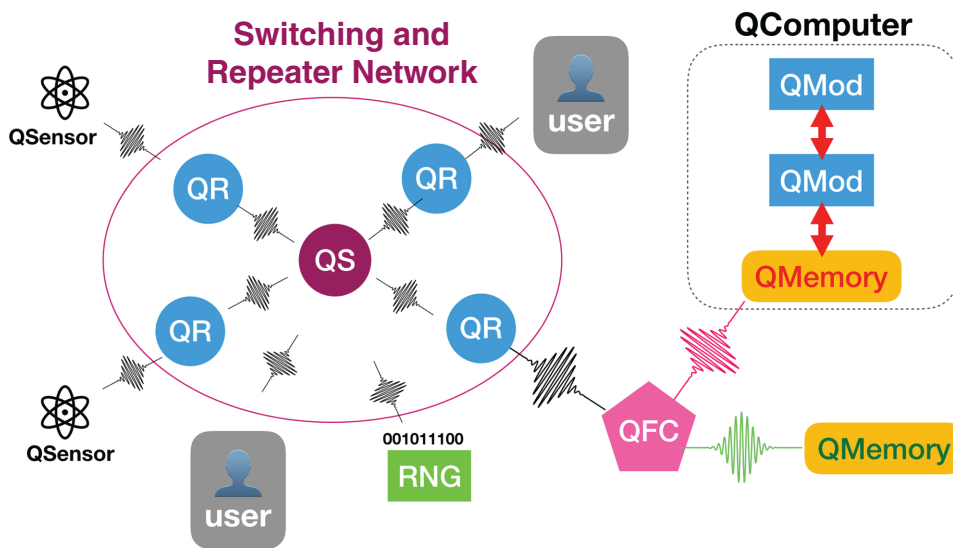 Switching and
Repeater Network
QComputer
QSensor
user
QMod
QR
QR
QMod
QS
QMemory
QR
QR
QFC
QSensor
001011100
RNG
user
QMemory